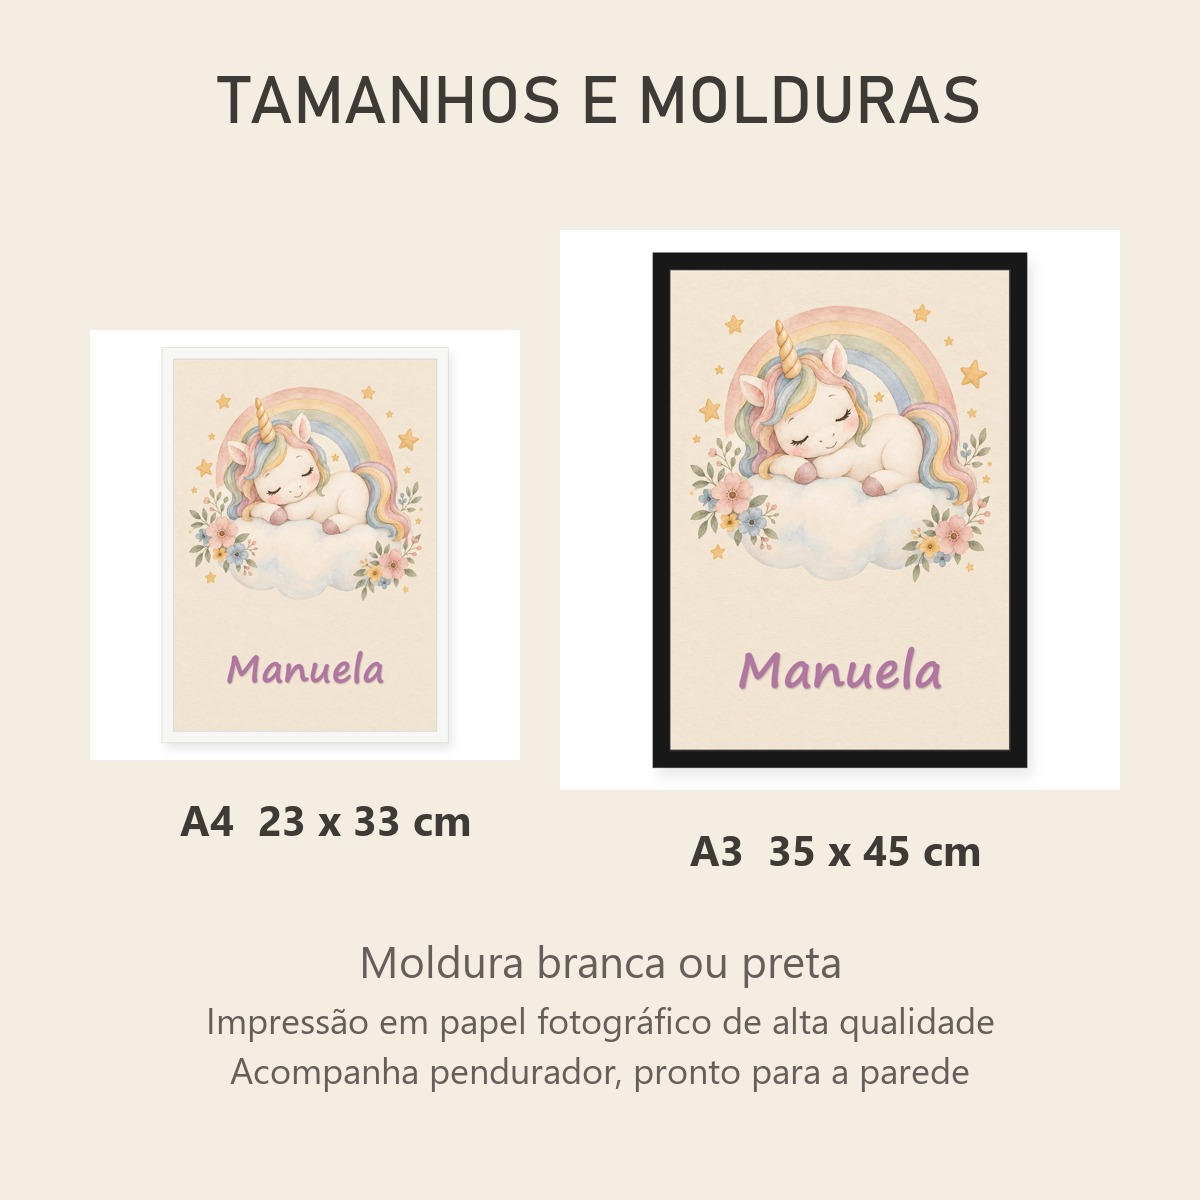 TAMANHOS E MOLDURAS
Manuela
Manuela
A4  23 x 33 cm
A3  35 x 45 cm
Moldura branca ou preta
Impressão em papel fotográfico de alta qualidade
Acompanha pendurador, pronto para a parede